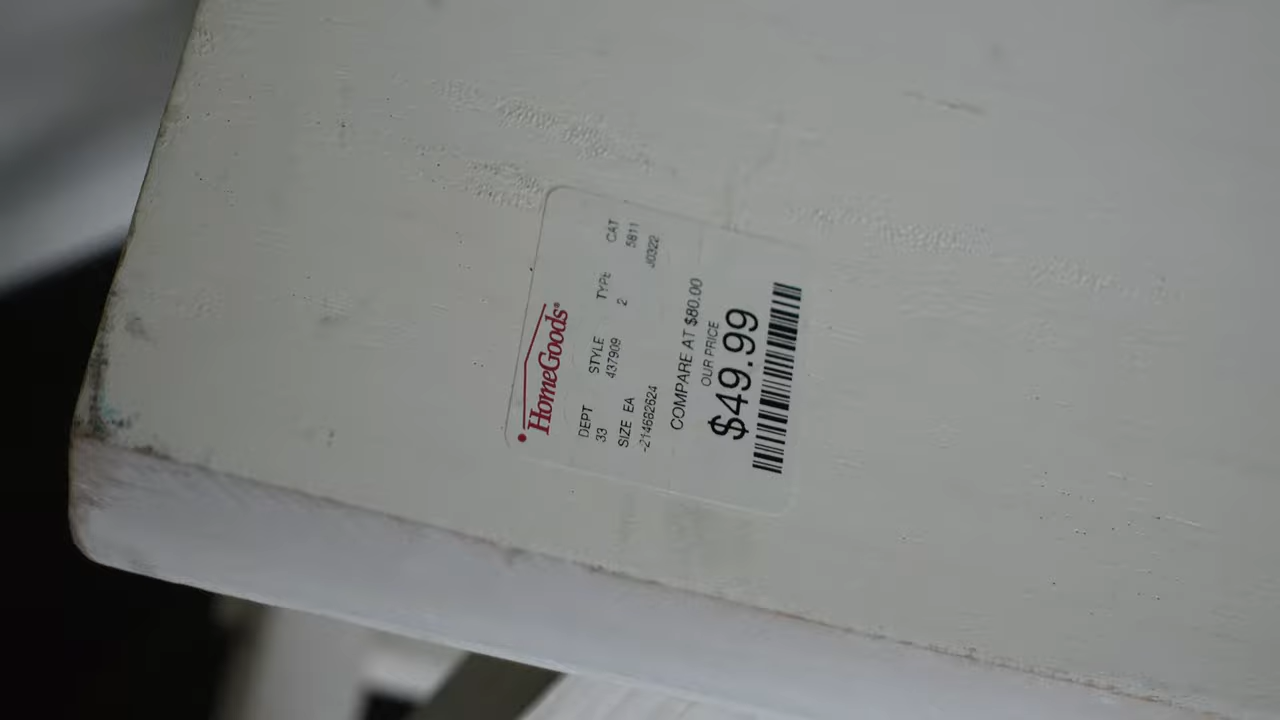 HomeGoods®
DEPT STYLE TYPE CAT
33 437909 2 5811
SIZE EA J0322
-214682624
COMPARE AT $80.00
OUR PRICE
$49.99